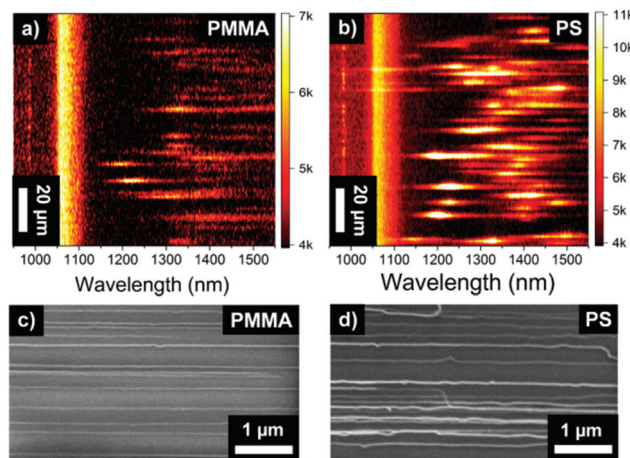 a) PMMA 7k
6k
5k
4k
20 µm
1000 1100 1200 1300 1400 1500
Wavelength (nm)
b) PS 11k
10k
9k
8k
7k
6k
5k
4k
20 µm
1000 1100 1200 1300 1400 1500
Wavelength (nm)
c) PMMA
1 µm
d) PS
1 µm